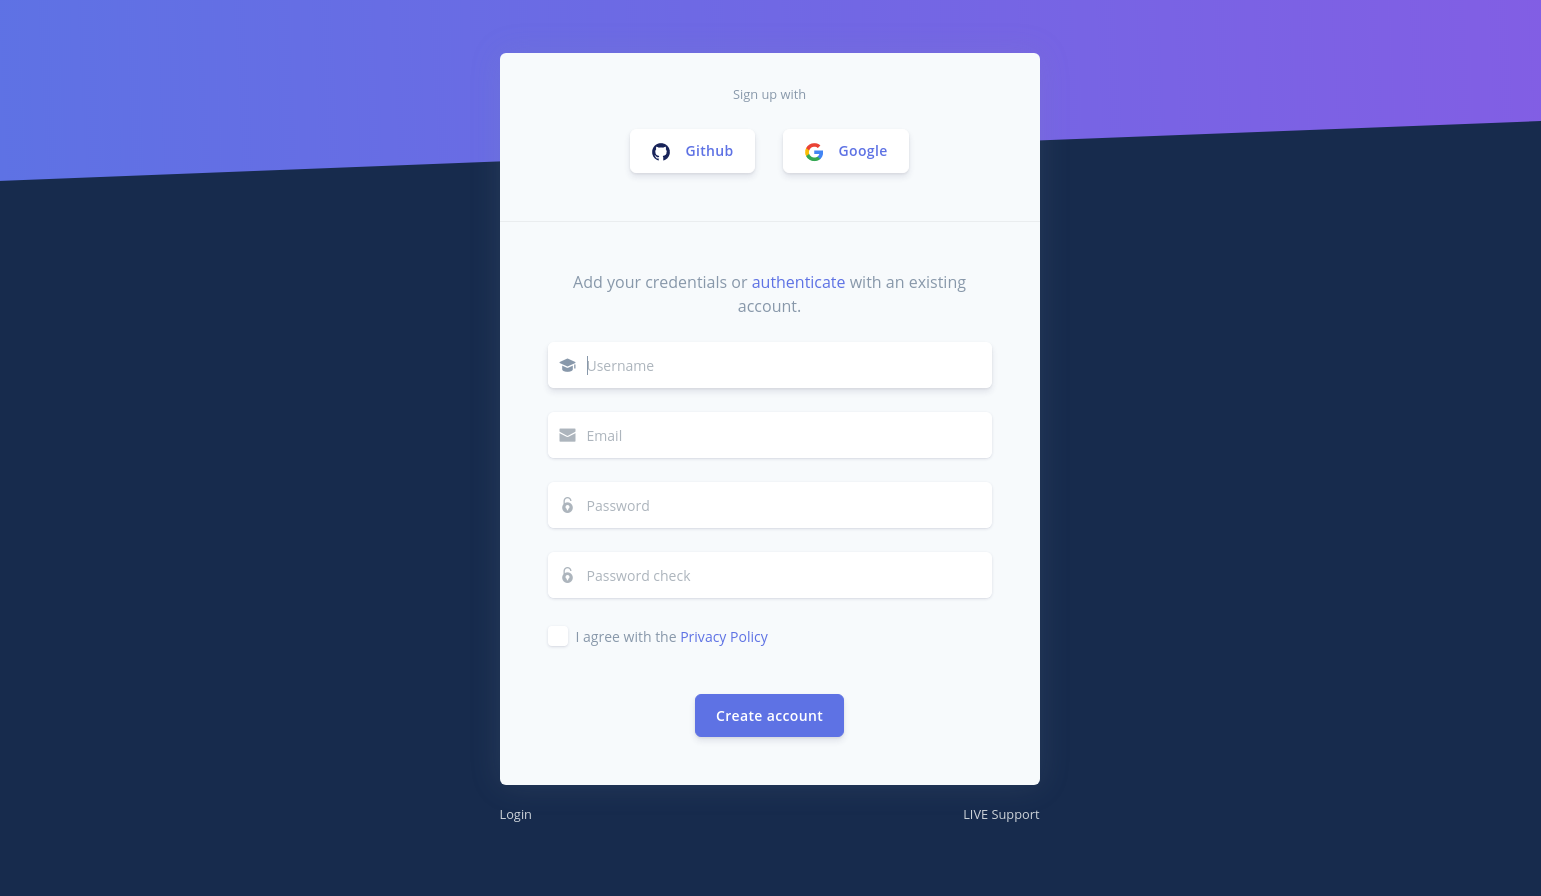 Sign up with
Github
Google
Add your credentials or authenticate with an existing
account.
Username
Email
Password
Password check
I agree with the Privacy Policy
Create account
Login
LIVE Support